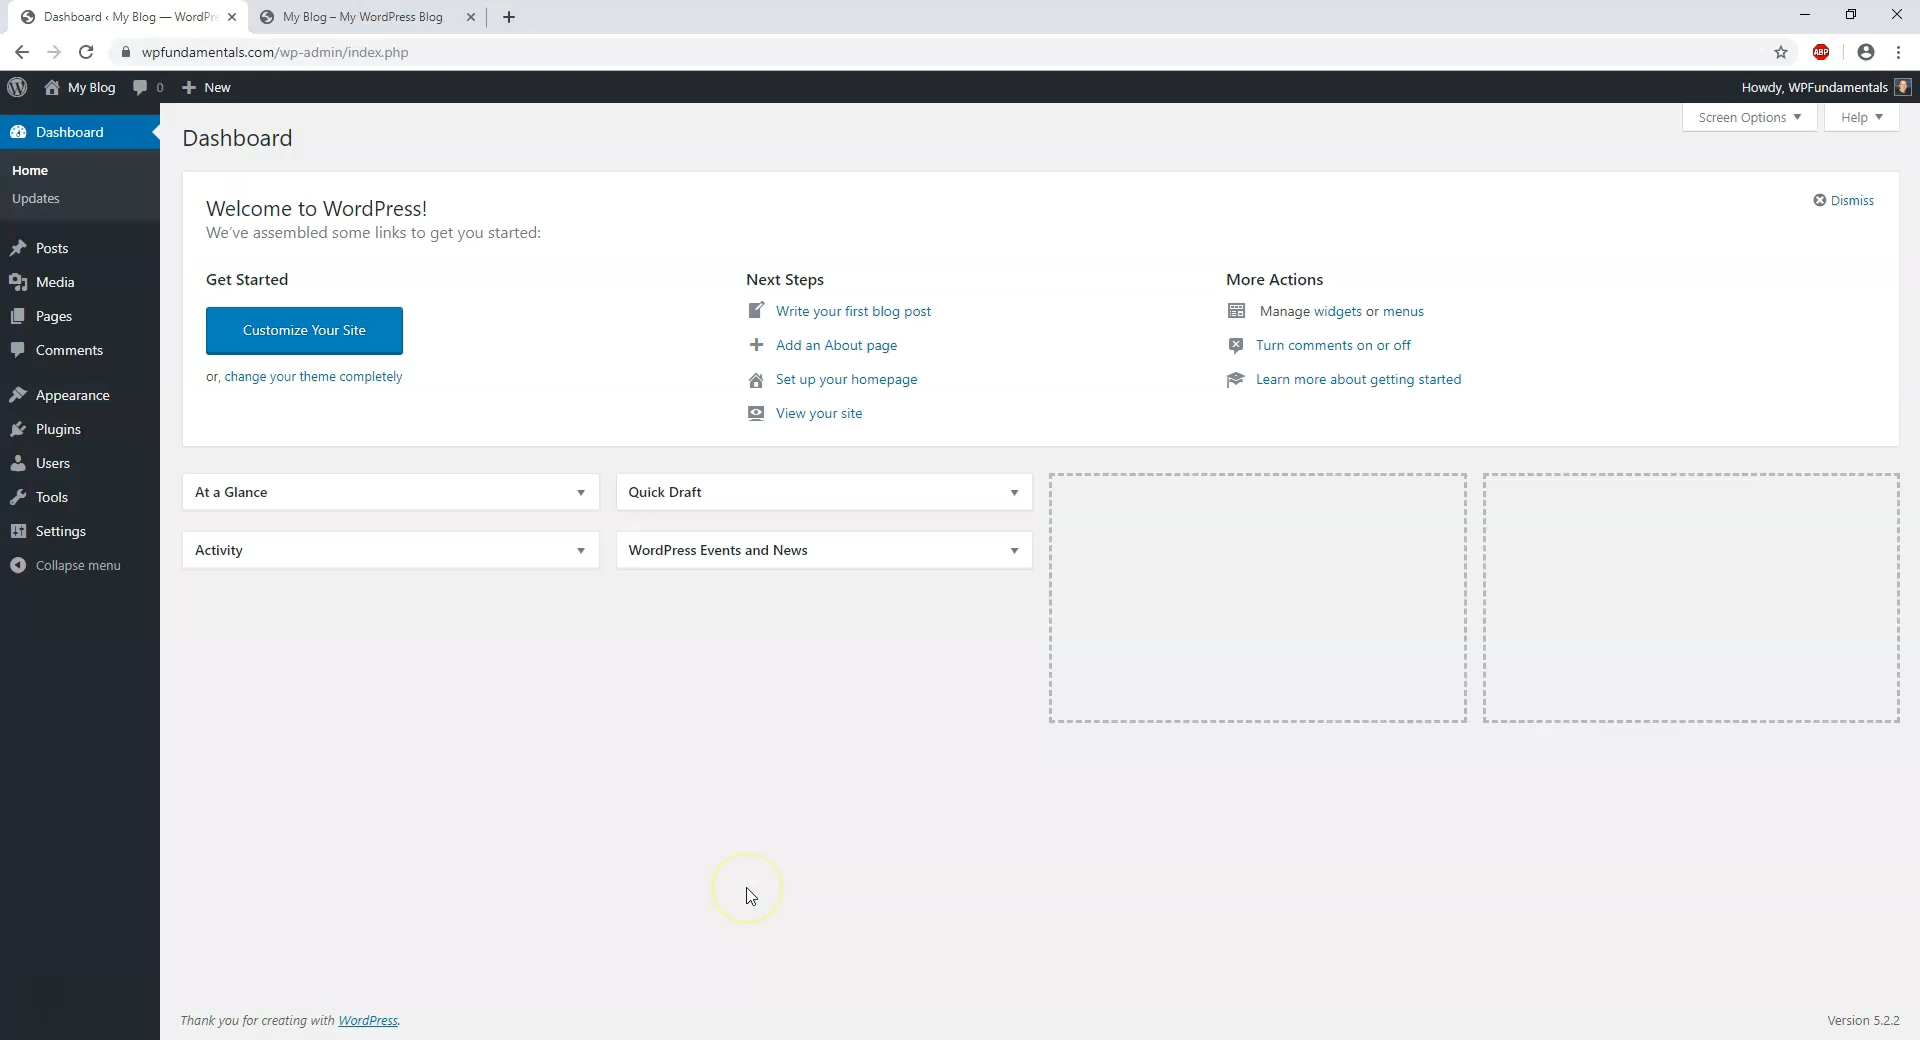 Dashboard ‹ My Blog — WordPre
My Blog – My WordPress Blog
wpfundamentals.com/wp-admin/index.php
ABP
My Blog
0
New
Howdy, WPFundamentals
Dashboard
Home
Updates
Posts
Media
Pages
Comments
Appearance
Plugins
Users
Tools
Settings
Collapse menu
Screen Options
Help
Dashboard
Welcome to WordPress!
We've assembled some links to get you started:
Dismiss
Get Started
Customize Your Site
or, change your theme completely
Next Steps
Write your first blog post
Add an About page
Set up your homepage
View your site
More Actions
Manage widgets or menus
Turn comments on or off
Learn more about getting started
At a Glance
Quick Draft
Activity
WordPress Events and News
Thank you for creating with WordPress.
Version 5.2.2